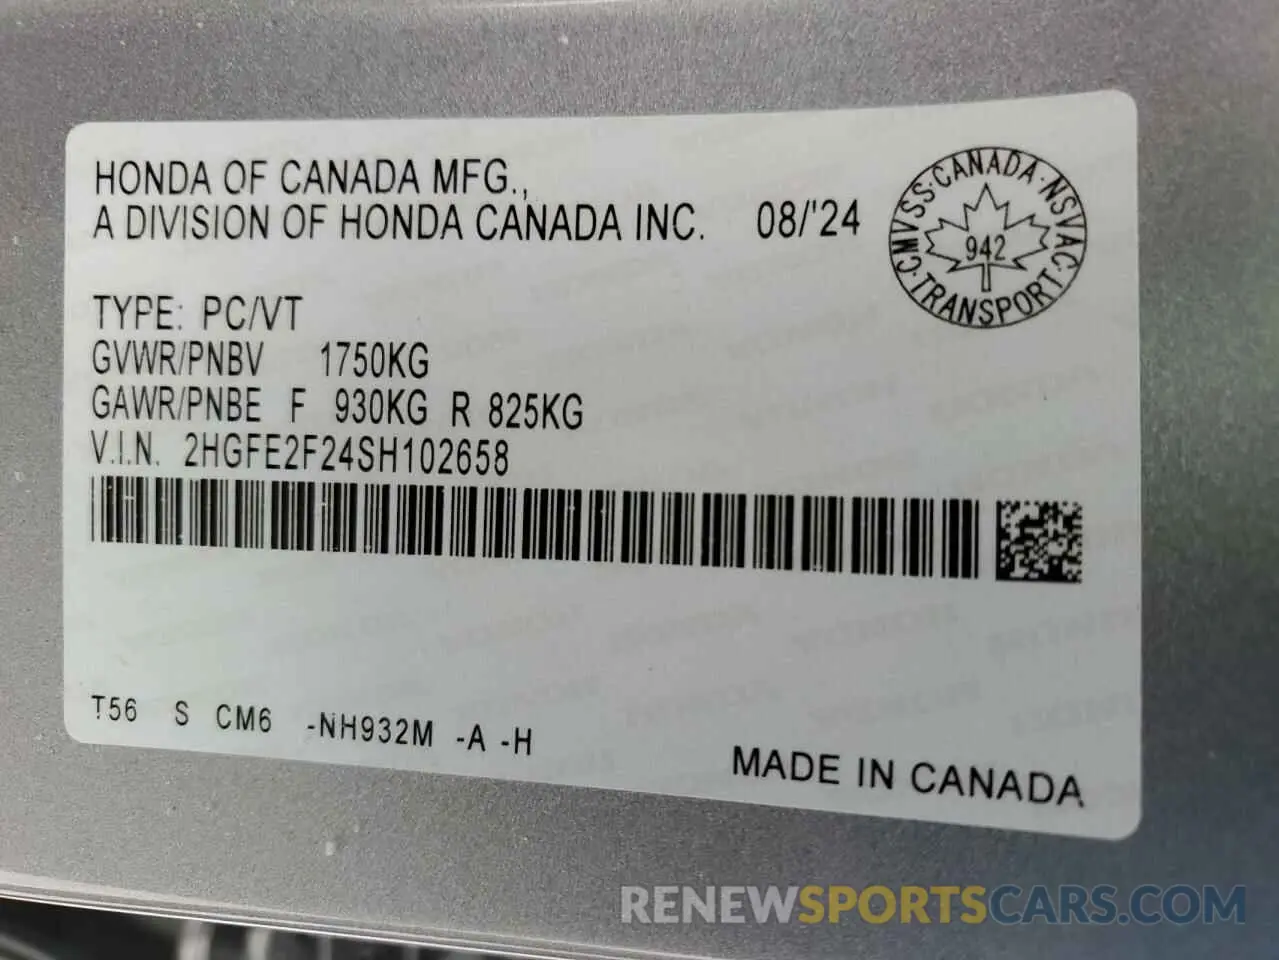 HONDA OF CANADA MFG.,
A DIVISION OF HONDA CANADA INC. 08/'24
CMVSS·CANADA·NSVAC·TRANSPORT·
942
TYPE: PC/VT
GVWR/PNBV 1750KG
GAWR/PNBE F 930KG R 825KG
V.I.N. 2HGFE2F24SH102658
T56 S CM6 -NH932M -A -H
MADE IN CANADA
RENEWSPORTSCARS.COM